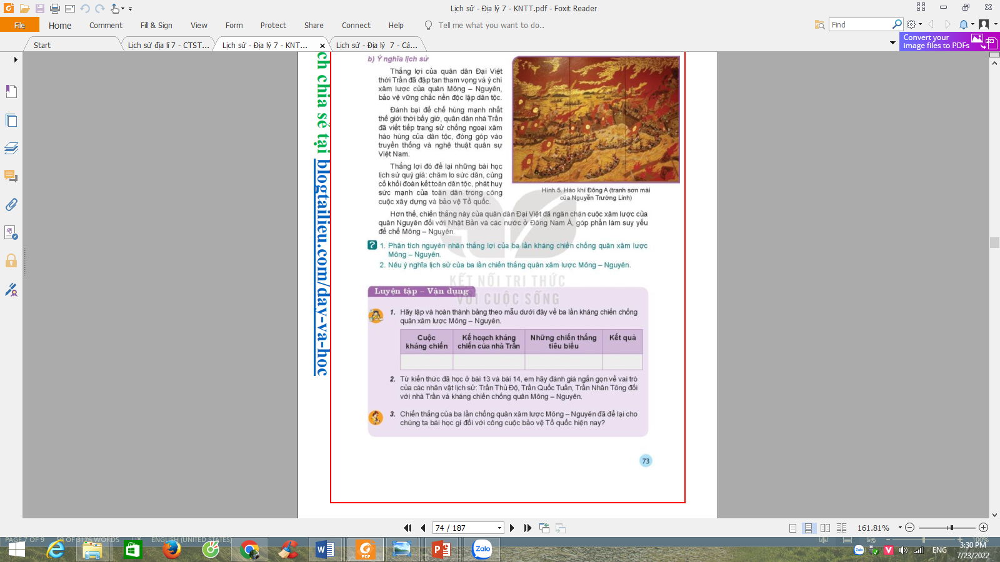 Lịch sử - Địa lý 7 - KNTT.pdf - Foxit Reader
File Home Comment Fill & Sign View Form Protect Share Connect Help Tell me what you want to do.. Find
Start Lịch sử địa lí 7 - CTST... Lịch sử - Địa lý 7 - KNT... Lịch sử - Địa lý 7 - Cá...
Convert your
image files to PDFs
ch chia sẻ tại blogtailieu.com/day-va-hoc
b) Ý nghĩa lịch sử
Thắng lợi của quân dân Đại Việt
thời Trần đã đập tan tham vọng và ý chí
xâm lược của quân Mông – Nguyên,
bảo vệ vững chắc nền độc lập dân tộc.
Đánh bại đế chế hùng mạnh nhất
thế giới thời bấy giờ, quân dân nhà Trần
đã viết tiếp trang sử chống ngoại xâm
hào hùng của dân tộc, đóng góp vào
truyền thống và nghệ thuật quân sự
Việt Nam.
Thắng lợi đó để lại những bài học
lịch sử quý giá: chăm lo sức dân, củng
cố khối đoàn kết toàn dân tộc, phát huy
sức mạnh của toàn dân trong công
cuộc xây dựng và bảo vệ Tổ quốc.
Hình 5. Hào khí Đông A (tranh sơn mài
của Nguyễn Trường Linh)
Hơn thế, chiến thắng này của quân dân Đại Việt đã ngăn chặn cuộc xâm lược của
quân Nguyên đối với Nhật Bản và các nước ở Đông Nam Á, góp phần làm suy yếu
đế chế Mông – Nguyên.
? 1. Phân tích nguyên nhân thắng lợi của ba lần kháng chiến chống quân xâm lược
Mông – Nguyên.
2. Nêu ý nghĩa lịch sử của ba lần chiến thắng quân xâm lược Mông – Nguyên.
KẾT NỐI TRI THỨC
VỚI CUỘC SỐNG
Luyện tập – Vận dụng
1. Hãy lập và hoàn thành bảng theo mẫu dưới đây về ba lần kháng chiến chống
quân xâm lược Mông – Nguyên.
Cuộc
kháng chiến
Kế hoạch kháng
chiến của nhà Trần
Những chiến thắng
tiêu biểu
Kết quả
2. Từ kiến thức đã học ở bài 13 và bài 14, em hãy đánh giá ngắn gọn về vai trò
của các nhân vật lịch sử: Trần Thủ Độ, Trần Quốc Tuấn, Trần Nhân Tông đối
với nhà Trần và kháng chiến chống quân Mông – Nguyên.
3. Chiến thắng của ba lần chống quân xâm lược Mông – Nguyên đã để lại cho
chúng ta bài học gì đối với công cuộc bảo vệ Tổ quốc hiện nay?
73
74 / 187
161.81%
PAGE 7 OF 9 59 OF 3176 WORDS ENGLISH (UNITED STATES) 100%
PDF
Zalo
ENG
3:30 PM
7/23/2022